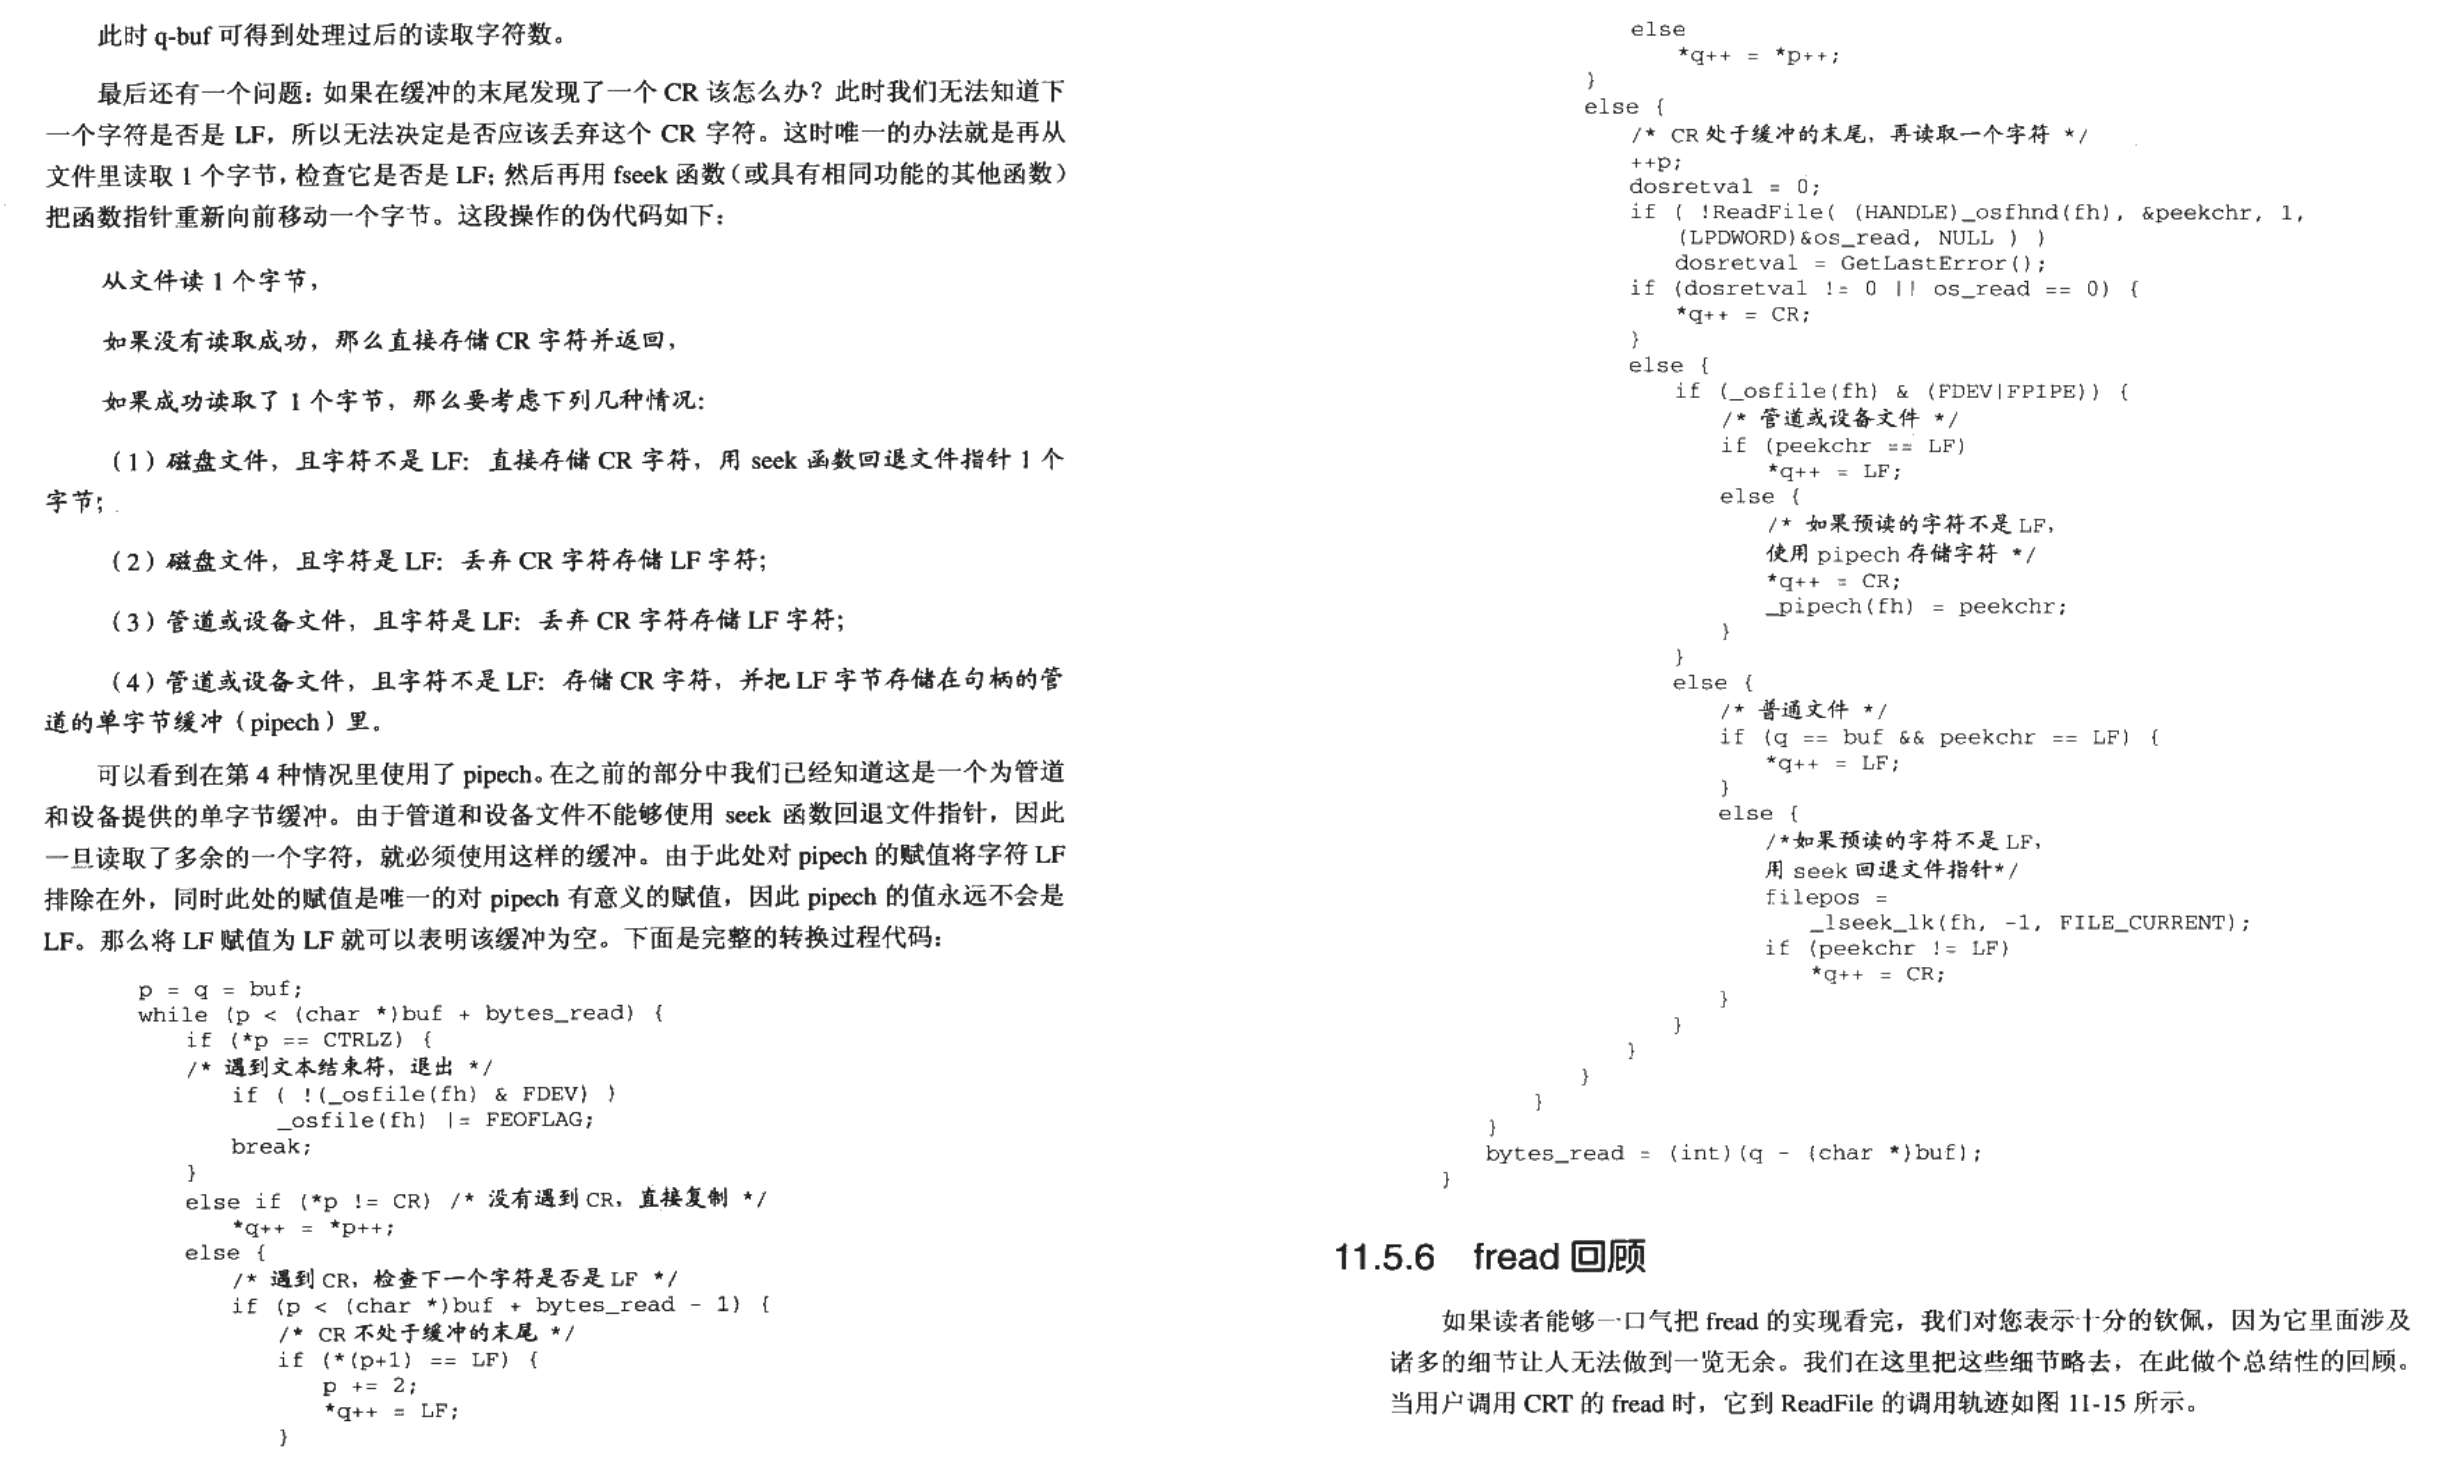 此时 q-buf 可得到处理过后的读取字符数。
最后还有一个问题：如果在缓冲的末尾发现了一个 CR 该怎么办？此时我们无法知道下
一个字符是否是 LF，所以无法决定是否应该丢弃这个 CR 字符。这时唯一的办法就是再从
文件里读取 1 个字节，检查它是否是 LF；然后再用 fseek 函数（或具有相同功能的其他函数）
把函数指针重新向前移动一个字节。这段操作的伪代码如下：
从文件读 1 个字节，
如果没有读取成功，那么直接存储 CR 字符并返回，
如果成功读取了 1 个字节，那么要考虑下列几种情况：
（1）磁盘文件，且字符不是 LF：直接存储 CR 字符，用 seek 函数回退文件指针 1 个
字节；
（2）磁盘文件，且字符是 LF：丢弃 CR 字符存储 LF 字符；
（3）管道或设备文件，且字符是 LF：丢弃 CR 字符存储 LF 字符；
（4）管道或设备文件，且字符不是 LF：存储 CR 字符，并把 LF 字节存储在句柄的管
道的单字节缓冲（pipech）里。
可以看到在第 4 种情况里使用了 pipech。在之前的部分中我们已经知道这是一个为管道
和设备提供的单字节缓冲。由于管道和设备文件不能够使用 seek 函数回退文件指针，因此
一旦读取了多余的一个字符，就必须使用这样的缓冲。由于此处对 pipech 的赋值将字符 LF
排除在外，同时此处的赋值是唯一的对 pipech 有意义的赋值，因此 pipech 的值永远不会是
LF。那么将 LF 赋值为 LF 就可以表明该缓冲为空。下面是完整的转换过程代码：
p = q = buf;
while (p < (char *)buf + bytes_read) {
if (*p == CTRLZ) {
/* 遇到文本结束符，退出 */
if ( !(_osfile(fh) & FDEV) )
_osfile(fh) |= FEOFLAG;
break;
}
else if (*p != CR) /* 没有遇到 CR，直接复制 */
*q++ = *p++;
else {
/* 遇到 CR，检查下一个字符是否是 LF */
if (p < (char *)buf + bytes_read - 1) {
/* CR 不处于缓冲的末尾 */
if (*(p+1) == LF) {
p += 2;
*q++ = LF;
}
else
*q++ = *p++;
}
else {
/* CR 处于缓冲的末尾，再读取一个字符 */
++p;
dosretval = 0;
if ( !ReadFile( (HANDLE)_osfhnd(fh), &peekchr, 1,
(LPDWORD)&os_read, NULL ) )
dosretval = GetLastError();
if (dosretval != 0 || os_read == 0) {
*q++ = CR;
}
else {
if (_osfile(fh) & (FDEV|FPIPE)) {
/* 管道或设备文件 */
if (peekchr == LF)
*q++ = LF;
else {
/* 如果预读的字符不是 LF，
使用 pipech 存储字符 */
*q++ = CR;
_pipech(fh) = peekchr;
}
}
else {
/* 普通文件 */
if (q == buf && peekchr == LF) {
*q++ = LF;
}
else {
/*如果预读的字符不是 LF，
用 seek 回退文件指针*/
filepos =
_lseek_lk(fh, -1, FILE_CURRENT);
if (peekchr != LF)
*q++ = CR;
}
}
}
}
}
}
bytes_read = (int)(q - (char *)buf);
}
11.5.6 fread 回顾
如果读者能够一口气把 fread 的实现看完，我们对您表示十分的钦佩，因为它里面涉及
诸多的细节让人无法做到一览无余。我们在这里把这些细节略去，在此做个总结性的回顾。
当用户调用 CRT 的 fread 时，它到 ReadFile 的调用轨迹如图 11-15 所示。